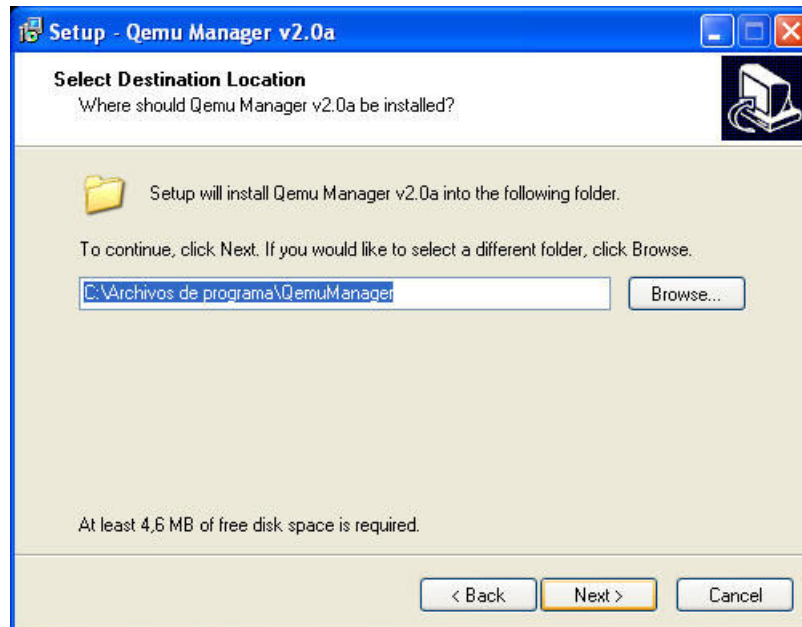 Setup - Qemu Manager v2.0a
Select Destination Location
Where should Qemu Manager v2.0a be installed?
Setup will install Qemu Manager v2.0a into the following folder.
To continue, click Next. If you would like to select a different folder, click Browse.
C:\Archivos de programa\QemuManager
Browse...
At least 4,6 MB of free disk space is required.
< Back
Next >
Cancel